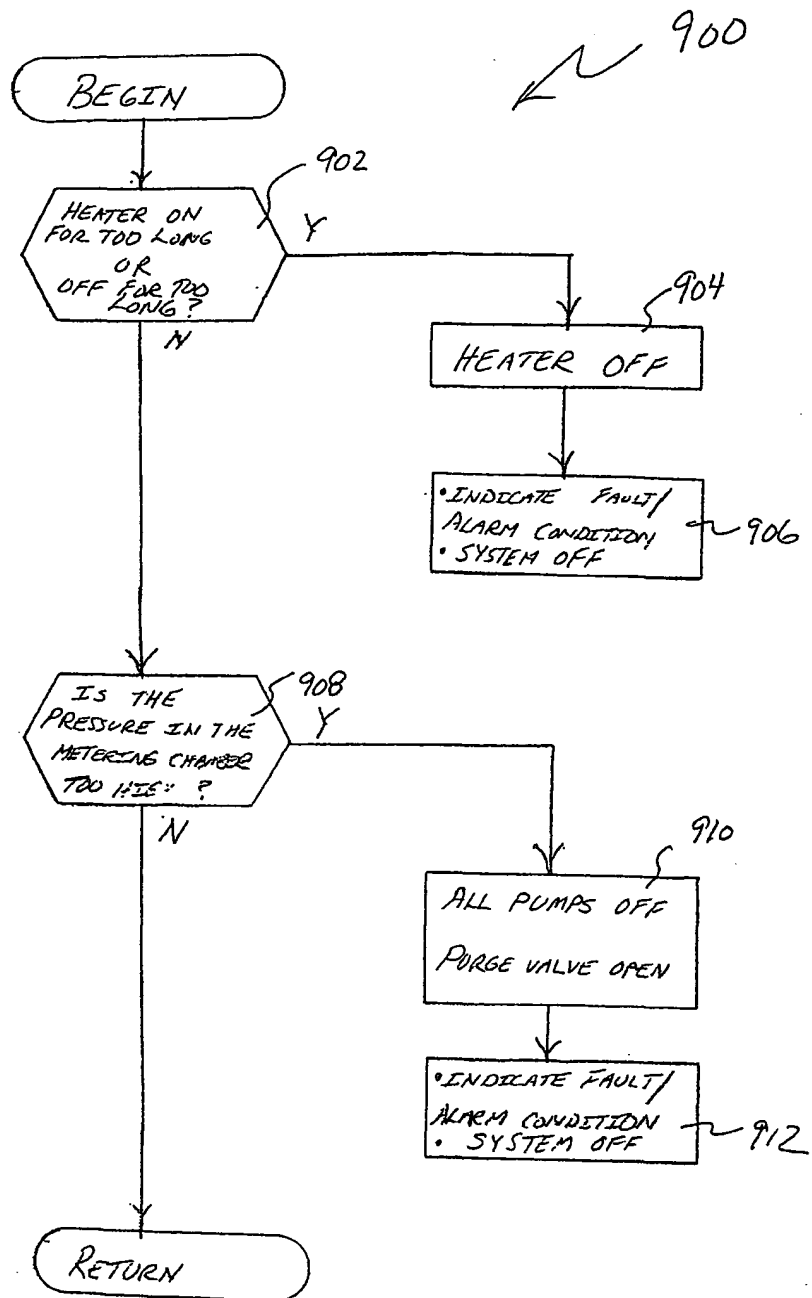 900
BEGIN
902
HEATER ON
FOR TOO LONG
OR
OFF FOR TOO
LONG?
Y
N
904
HEATER OFF
• INDICATE FAULT/
ALARM CONDITION
• SYSTEM OFF
906
IS THE
PRESSURE IN THE
METERING CHAMBER
TOO ?
908
Y
N
910
ALL PUMPS OFF
PURGE VALVE OPEN
• INDICATE FAULT/
ALARM CONDITION
• SYSTEM OFF
912
RETURN